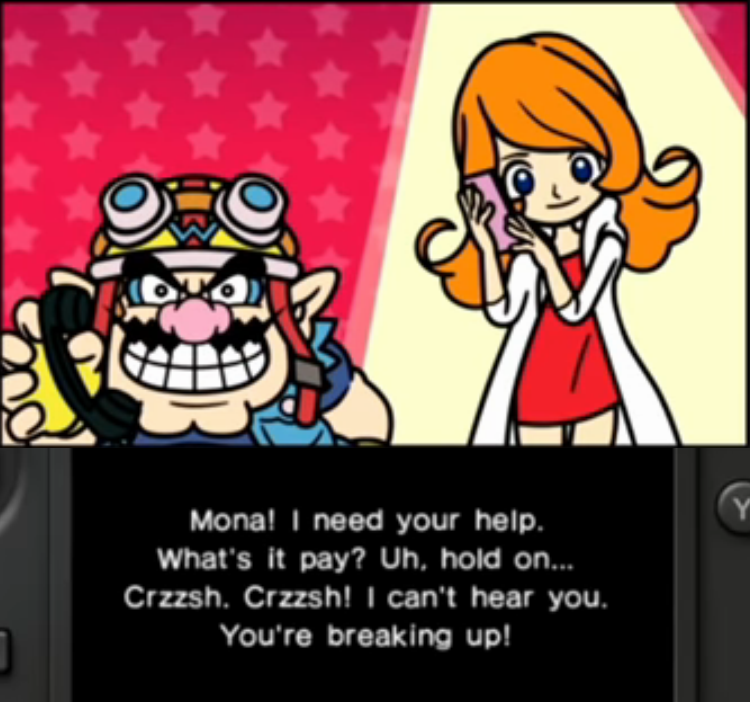 W
Mona! I need your help.
What's it pay? Uh, hold on...
Crzzsh. Crzzsh! I can't hear you.
You're breaking up!
Y